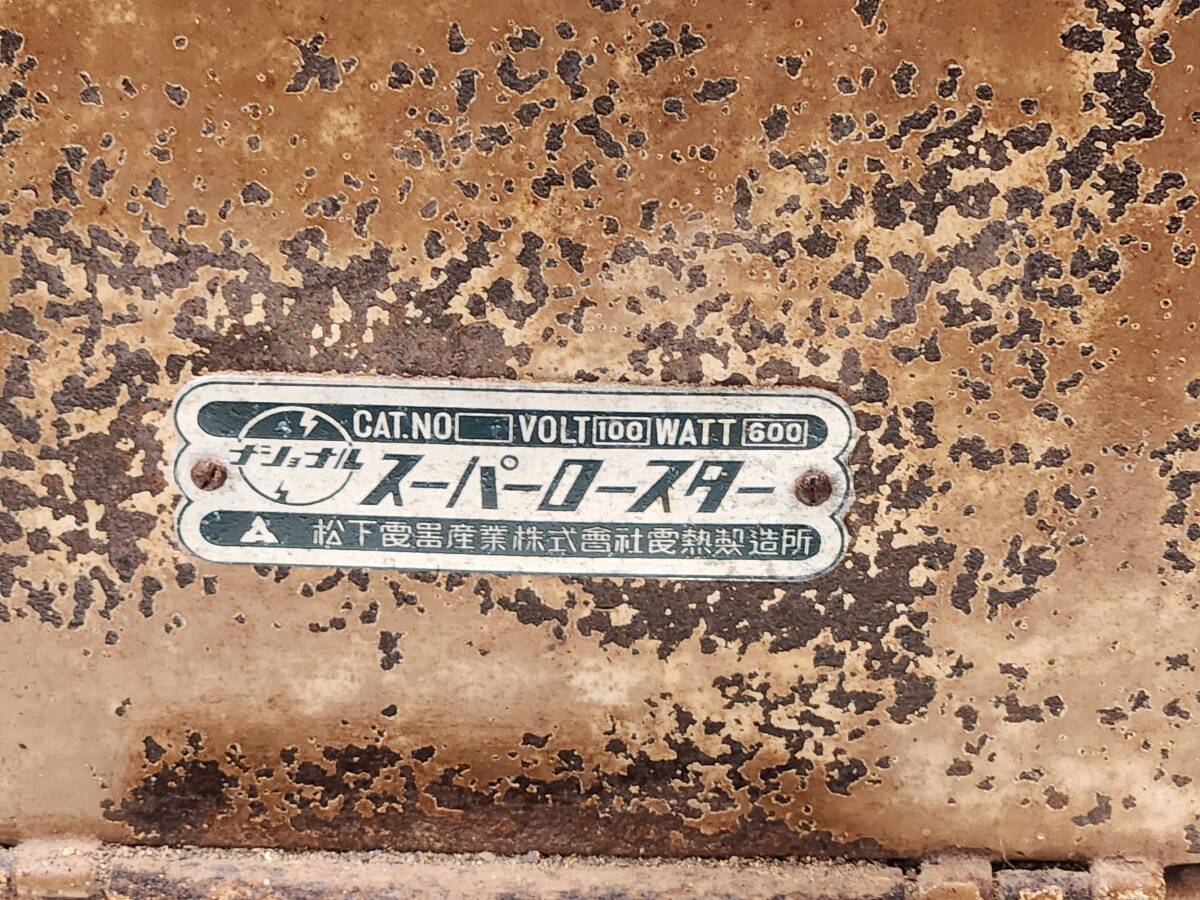 CAT.NO VOLT 100 WATT 600
ナショナル
スーパーロースター
松下電器産業株式會社電熱製造所